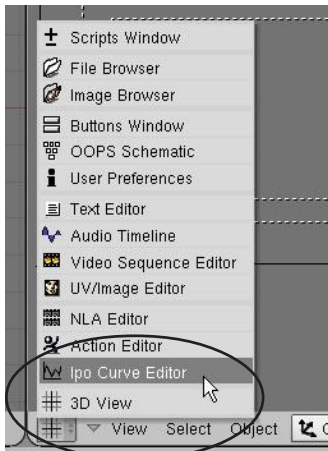 Scripts Window
File Browser
Image Browser
Buttons Window
OOPS Schematic
User Preferences
Text Editor
Audio Timeline
Video Sequence Editor
UV/Image Editor
NLA Editor
Action Editor
Ipo Curve Editor
3D View
View Select Object